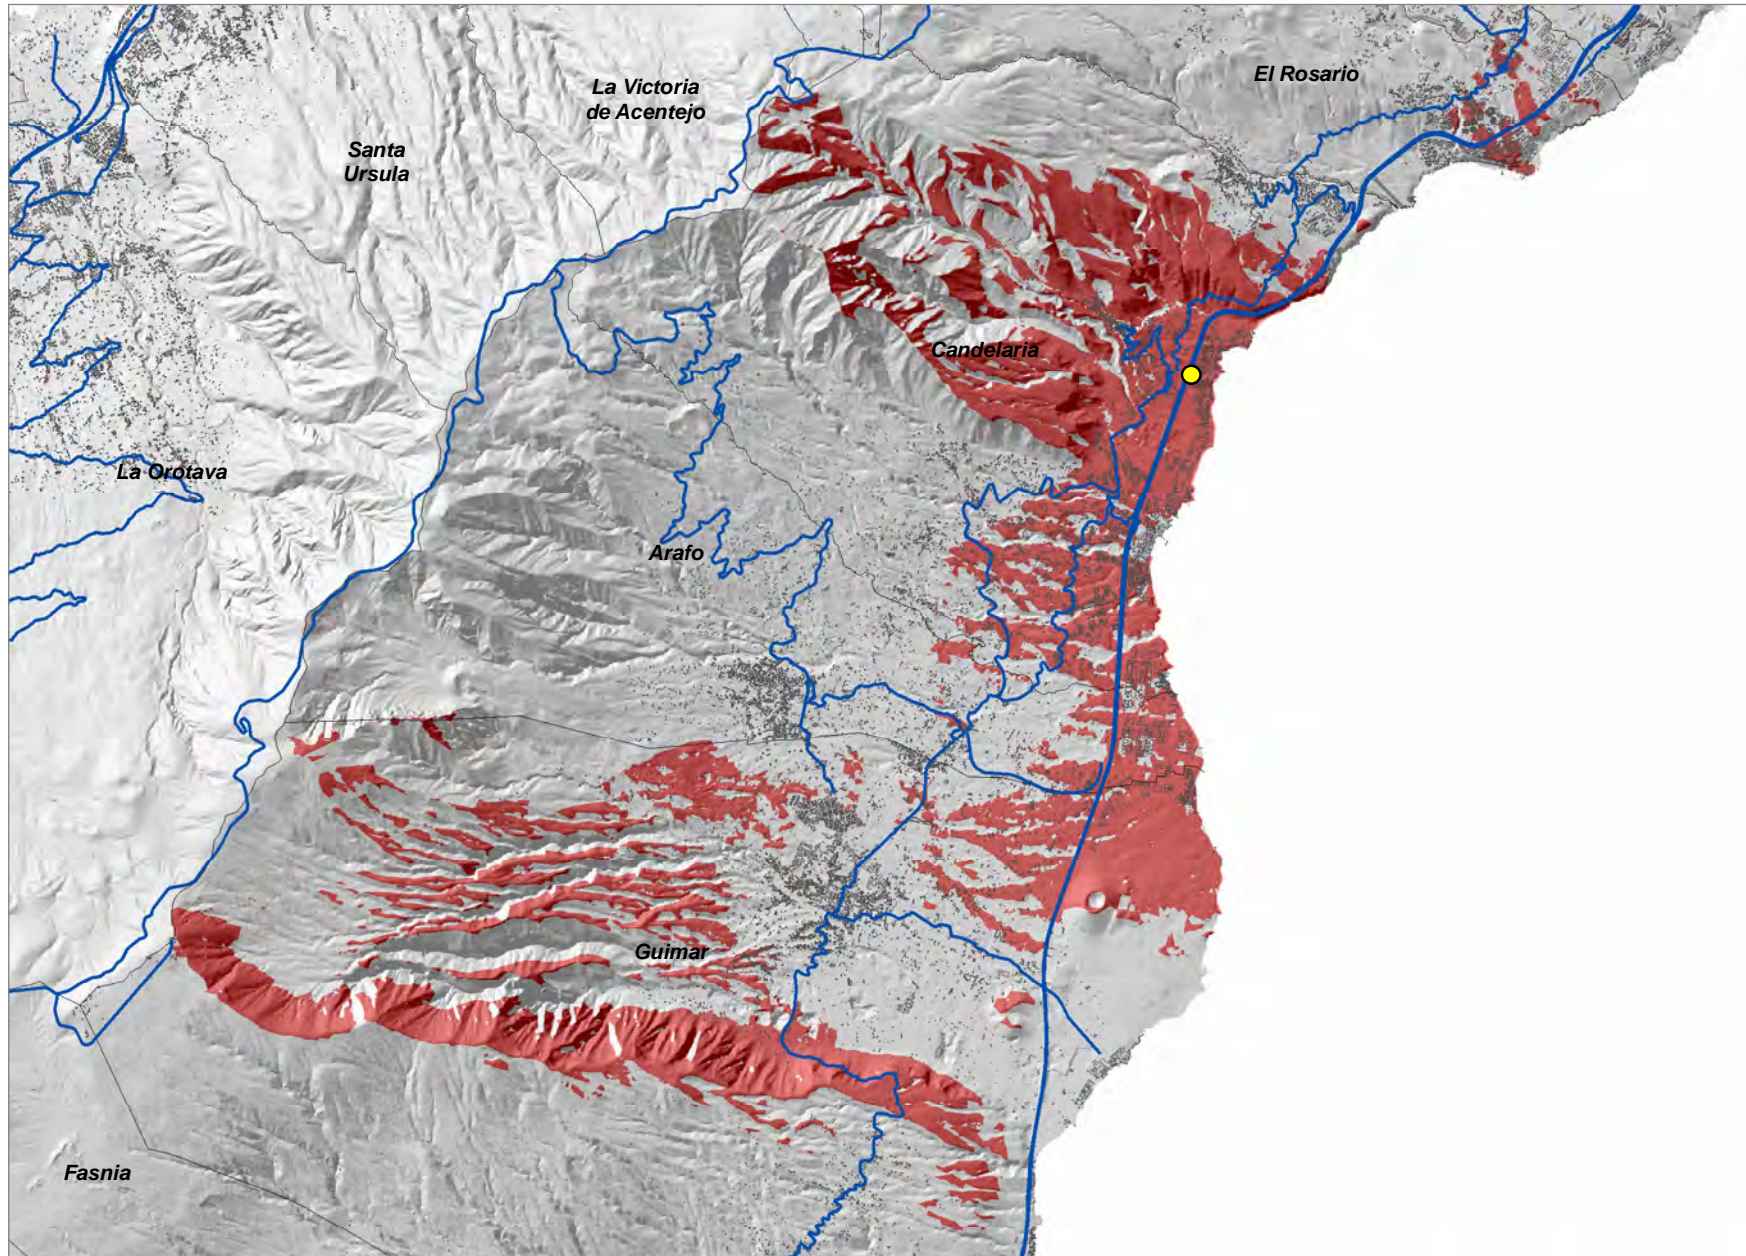 El Rosario
La Victoria
de Acentejo
Santa
Ursula
Candelaria
La Orotava
Arafo
Guimar
Fasnia